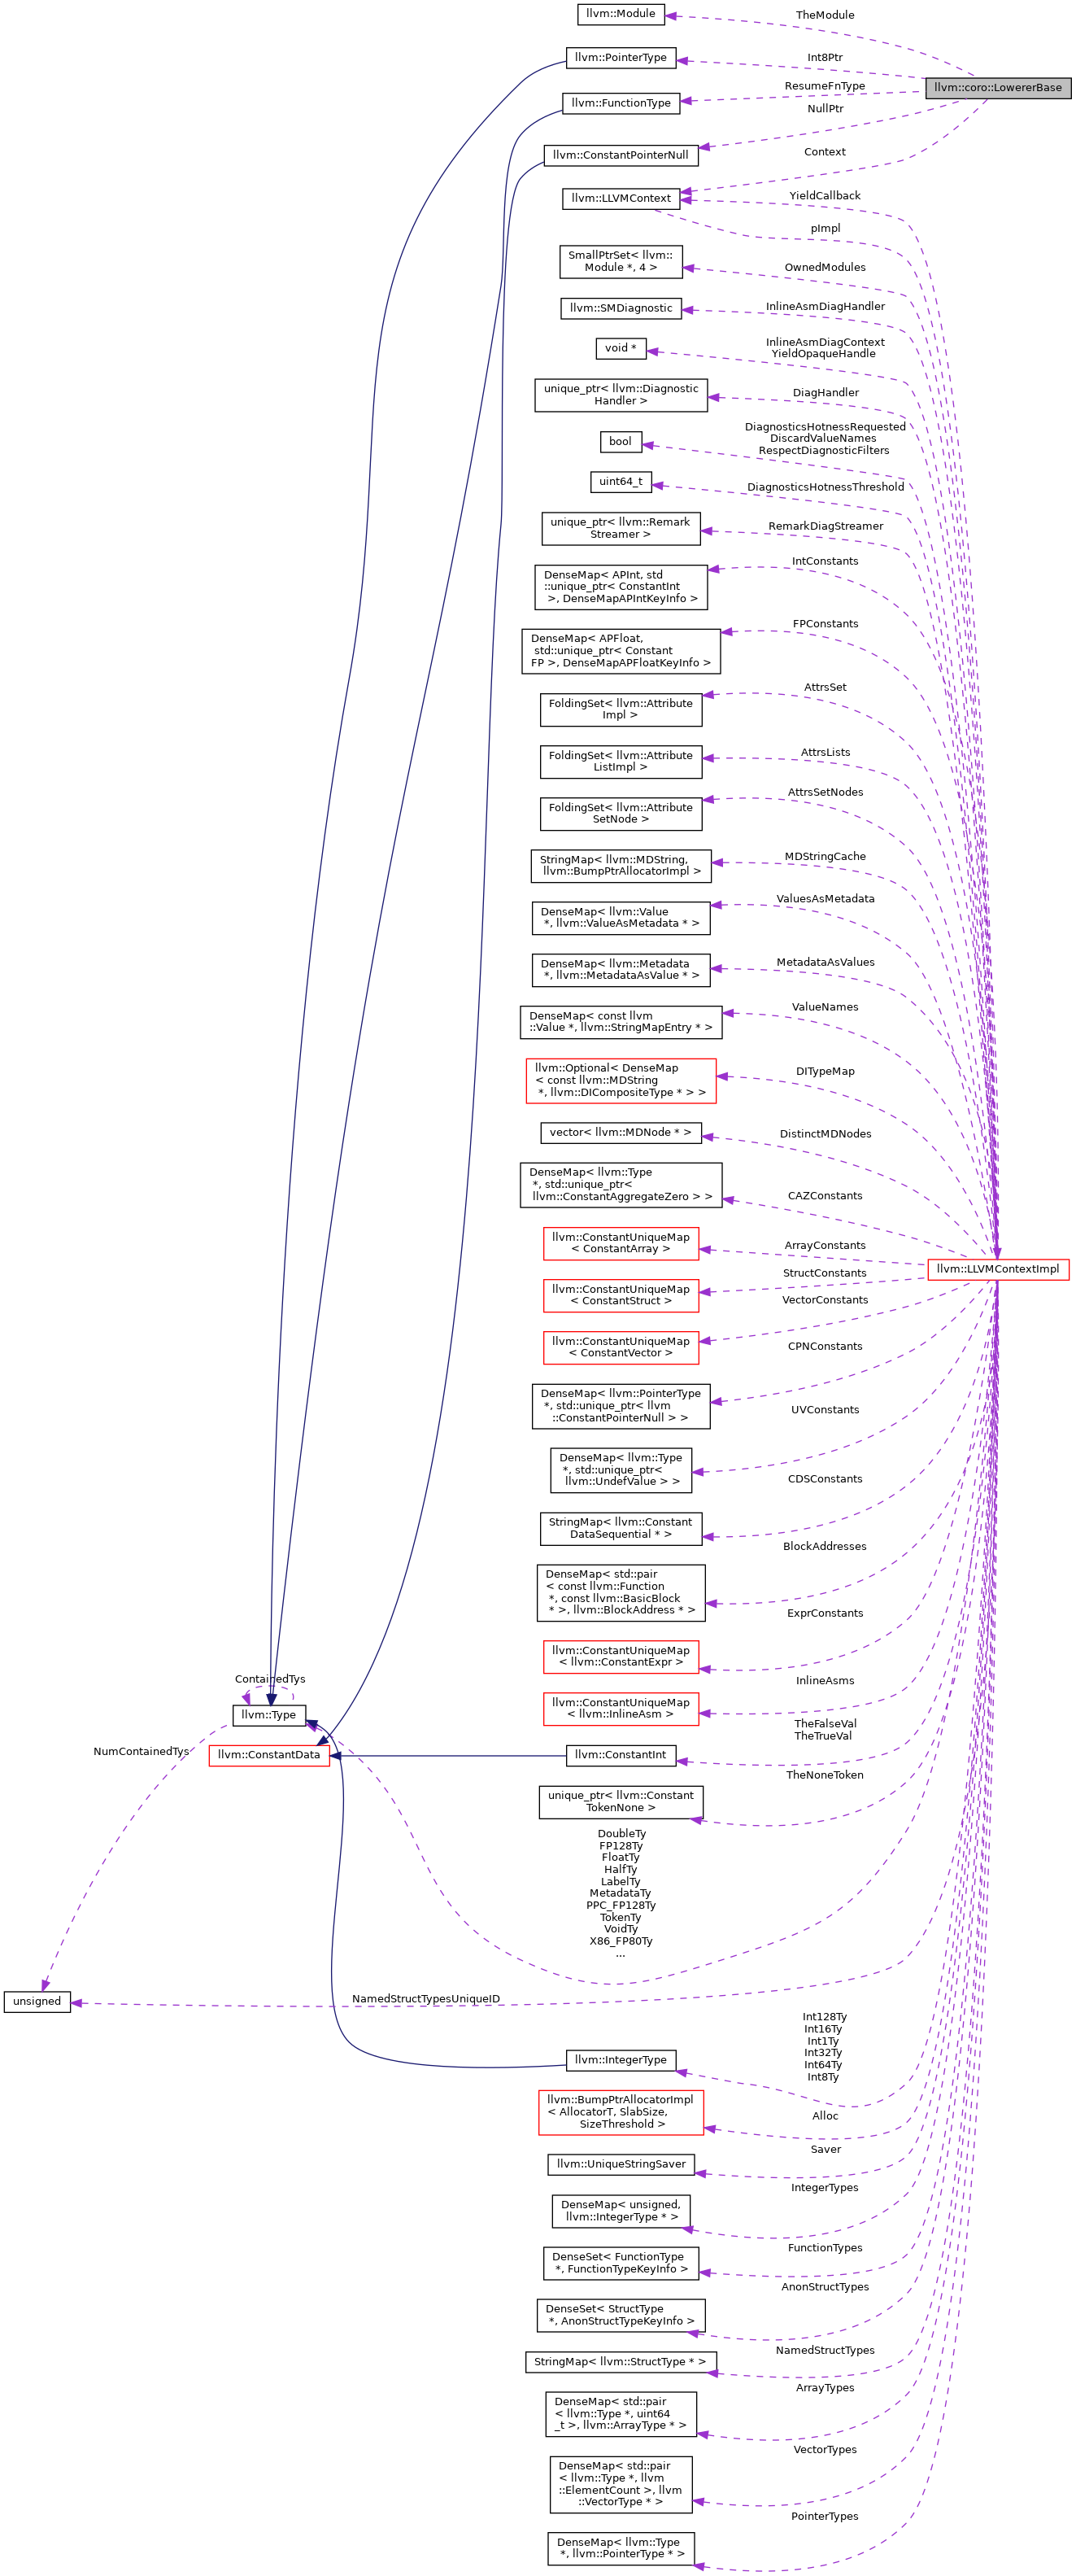 llvm::Module
TheModule
llvm::PointerType
Int8Ptr
llvm::coro::LowererBase
ResumeFnType
llvm::FunctionType
NullPtr
llvm::ConstantPointerNull
Context
llvm::LLVMContext
YieldCallback
pImpl
SmallPtrSet< llvm::
Module *, 4 >
OwnedModules
llvm::SMDiagnostic
InlineAsmDiagHandler
void *
InlineAsmDiagContext
YieldOpaqueHandle
unique_ptr< llvm::Diagnostic
Handler >
DiagHandler
bool
DiagnosticsHotnessRequested
DiscardValueNames
RespectDiagnosticFilters
uint64_t
DiagnosticsHotnessThreshold
unique_ptr< llvm::Remark
Streamer >
RemarkDiagStreamer
DenseMap< APInt, std
::unique_ptr< ConstantInt
>, DenseMapAPIntKeyInfo >
IntConstants
DenseMap< APFloat,
std::unique_ptr< Constant
FP >, DenseMapAPFloatKeyInfo >
FPConstants
FoldingSet< llvm::Attribute
Impl >
AttrsSet
FoldingSet< llvm::Attribute
ListImpl >
AttrsLists
FoldingSet< llvm::Attribute
SetNode >
AttrsSetNodes
StringMap< llvm::MDString,
llvm::BumpPtrAllocatorImpl >
MDStringCache
DenseMap< llvm::Value
*, llvm::ValueAsMetadata * >
ValuesAsMetadata
DenseMap< llvm::Metadata
*, llvm::MetadataAsValue * >
MetadataAsValues
DenseMap< const llvm
::Value *, llvm::StringMapEntry * >
ValueNames
llvm::Optional< DenseMap
< const llvm::MDString
*, llvm::DICompositeType * > >
DITypeMap
vector< llvm::MDNode * >
DistinctMDNodes
DenseMap< llvm::Type
*, std::unique_ptr<
llvm::ConstantAggregateZero > >
CAZConstants
llvm::ConstantUniqueMap
< ConstantArray >
ArrayConstants
llvm::LLVMContextImpl
llvm::ConstantUniqueMap
< ConstantStruct >
StructConstants
llvm::ConstantUniqueMap
< ConstantVector >
VectorConstants
DenseMap< llvm::PointerType
*, std::unique_ptr< llvm
::ConstantPointerNull > >
CPNConstants
DenseMap< llvm::Type
*, std::unique_ptr<
llvm::UndefValue > >
UVConstants
StringMap< llvm::Constant
DataSequential * >
CDSConstants
DenseMap< std::pair
< const llvm::Function
*, const llvm::BasicBlock
* >, llvm::BlockAddress * >
BlockAddresses
llvm::ConstantUniqueMap
< llvm::ConstantExpr >
ExprConstants
llvm::ConstantUniqueMap
< llvm::InlineAsm >
InlineAsms
ContainedTys
llvm::Type
NumContainedTys
llvm::ConstantData
llvm::ConstantInt
TheFalseVal
TheTrueVal
unique_ptr< llvm::Constant
TokenNone >
TheNoneToken
DoubleTy
FP128Ty
FloatTy
HalfTy
LabelTy
MetadataTy
PPC_FP128Ty
TokenTy
VoidTy
X86_FP80Ty
...
unsigned
NamedStructTypesUniqueID
llvm::IntegerType
Int128Ty
Int16Ty
Int1Ty
Int32Ty
Int64Ty
Int8Ty
llvm::BumpPtrAllocatorImpl
< AllocatorT, SlabSize,
SizeThreshold >
Alloc
llvm::UniqueStringSaver
Saver
DenseMap< unsigned,
llvm::IntegerType * >
IntegerTypes
DenseSet< FunctionType
*, FunctionTypeKeyInfo >
FunctionTypes
DenseSet< StructType
*, AnonStructTypeKeyInfo >
AnonStructTypes
StringMap< llvm::StructType * >
NamedStructTypes
DenseMap< std::pair
< llvm::Type *, uint64
_t >, llvm::ArrayType * >
ArrayTypes
DenseMap< std::pair
< llvm::Type *, llvm
::ElementCount >, llvm
::VectorType * >
VectorTypes
DenseMap< llvm::Type
*, llvm::PointerType * >
PointerTypes